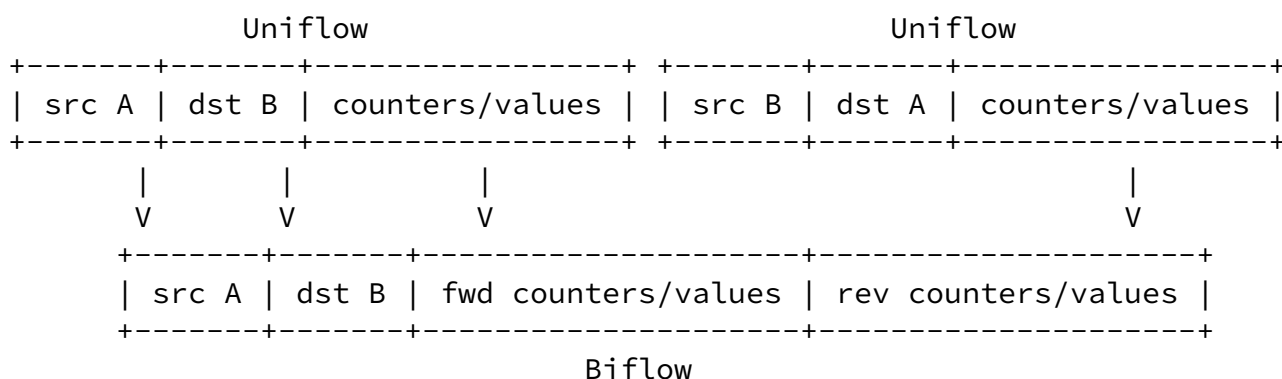 Uniflow Uniflow
+-------+-------+-----------------+ +-------+-------+-----------------+
| src A | dst B | counters/values | | src B | dst A | counters/values |
+-------+-------+-----------------+ +-------+-------+-----------------+
| | | |
V V V V
+-------+-------+---------------------+---------------------+
| src A | dst B | fwd counters/values | rev counters/values |
+-------+-------+---------------------+---------------------+
Biflow